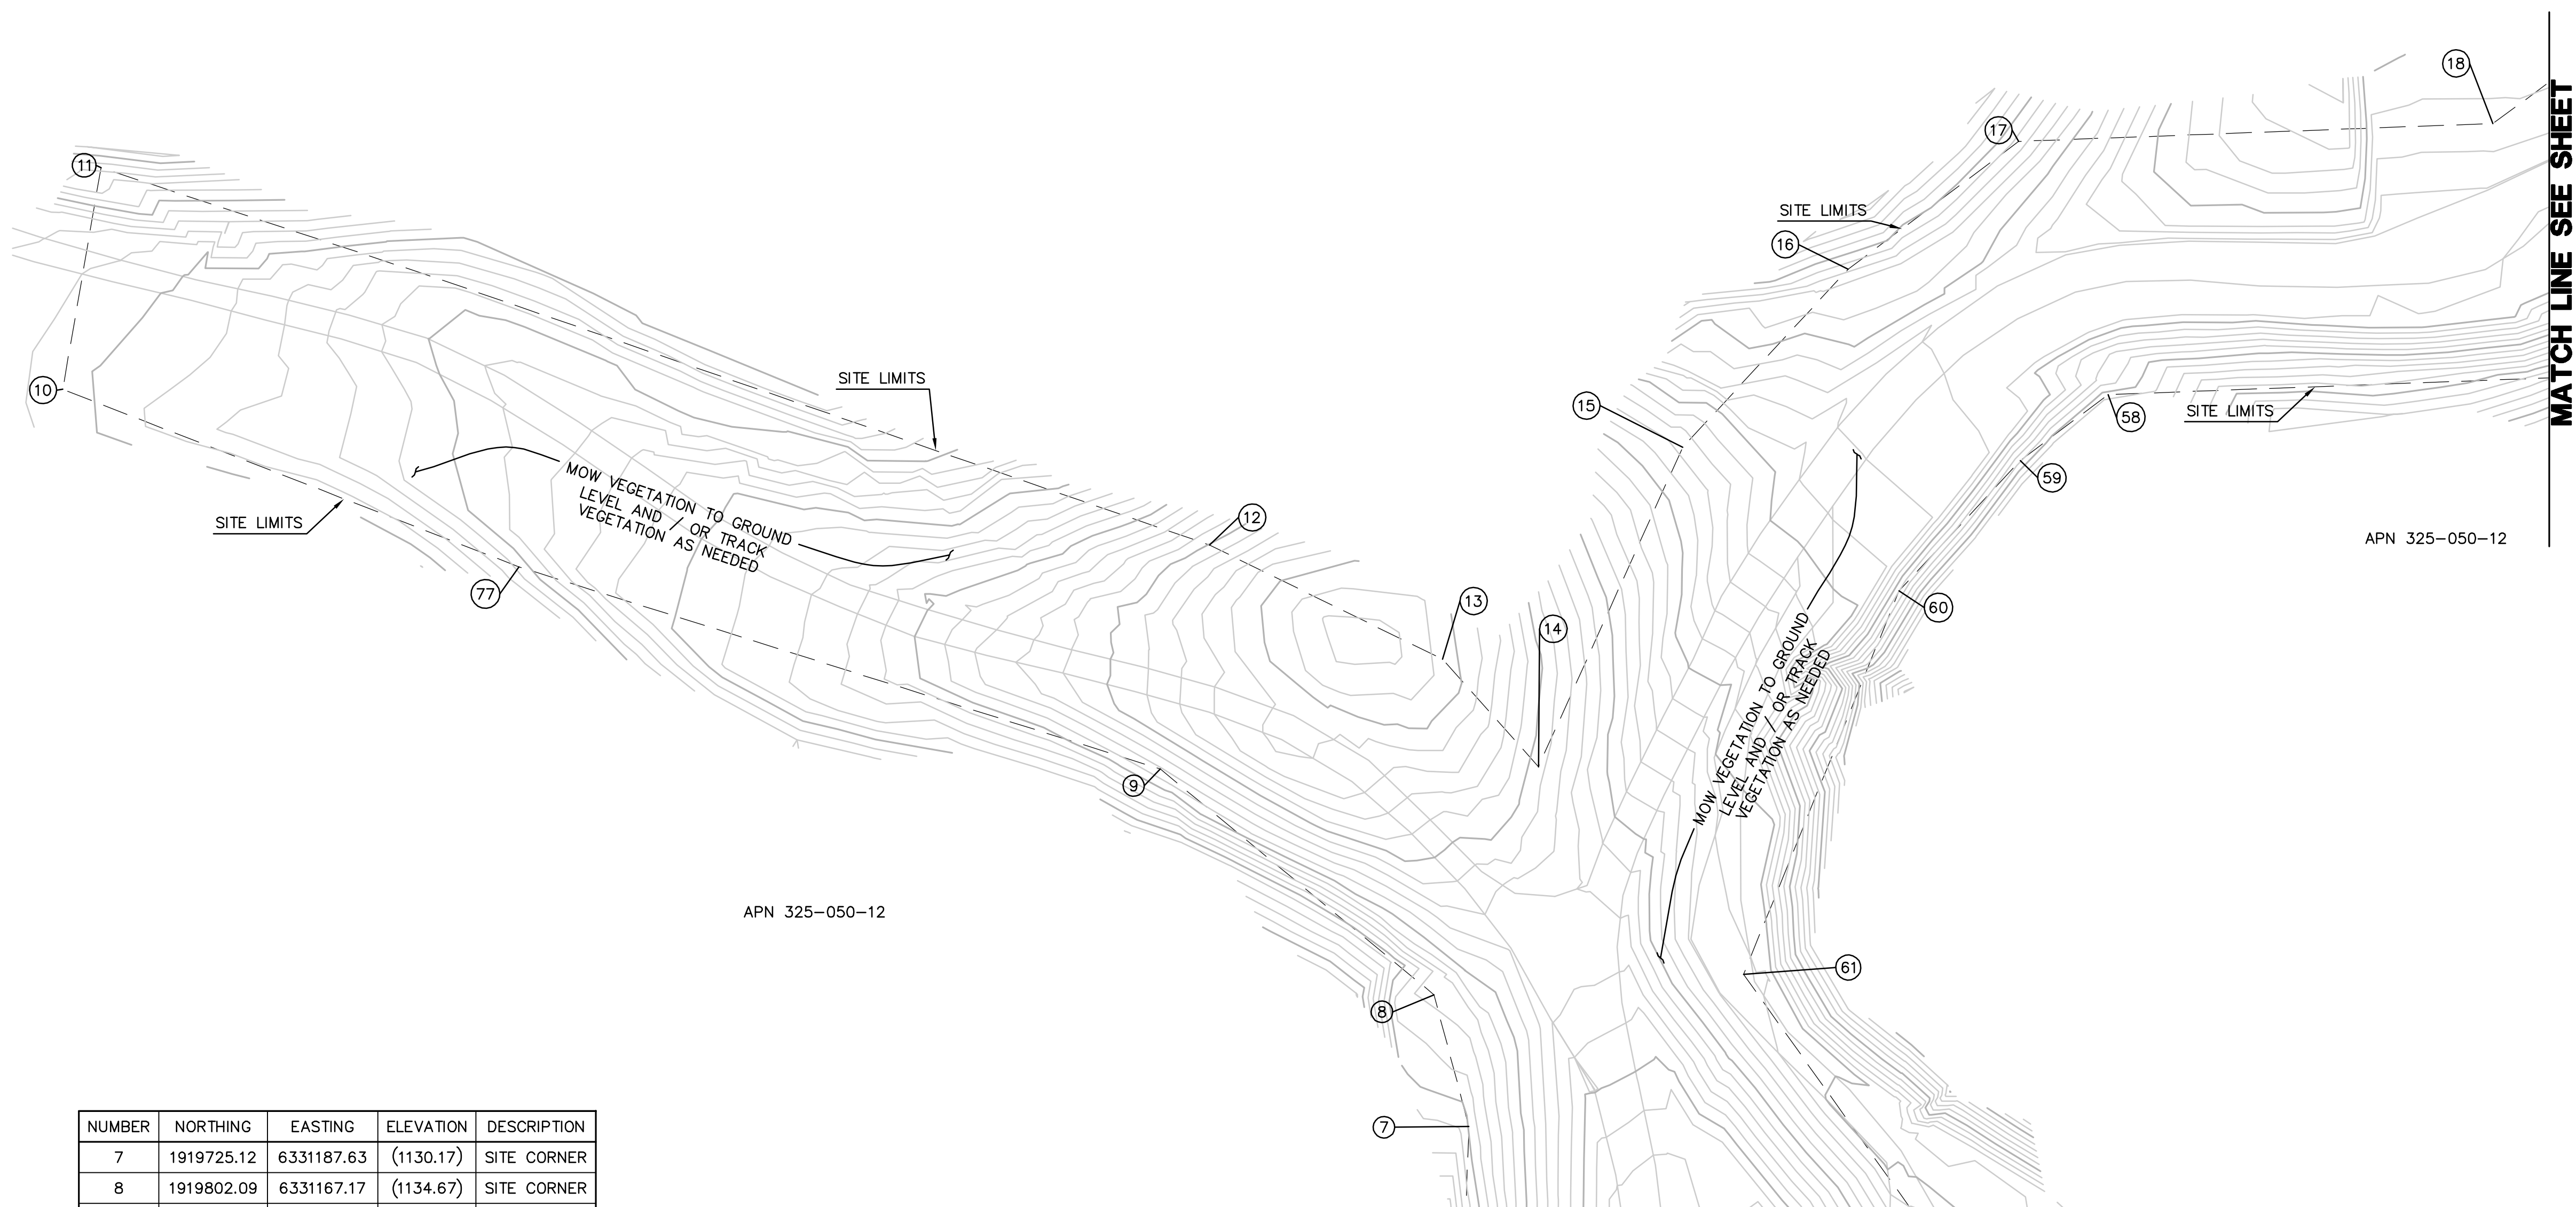 18
17
11
SITE LIMITS
16
MATCH LINE SEE SHEET
SITE LIMITS
10
15
SITE LIMITS
58
59
MOW VEGETATION TO GROUND
LEVEL AND / OR TRACK
VEGETATION AS NEEDED
SITE LIMITS
12
APN 325-050-12
77
13
60
14
MOW VEGETATION TO GROUND
LEVEL AND / OR TRACK
VEGETATION AS NEEDED
9
APN 325-050-12
61
8
7
NUMBER NORTHING EASTING ELEVATION DESCRIPTION
7 1919725.12 6331187.63 (1130.17) SITE CORNER
8 1919802.09 6331167.17 (1134.67) SITE CORNER